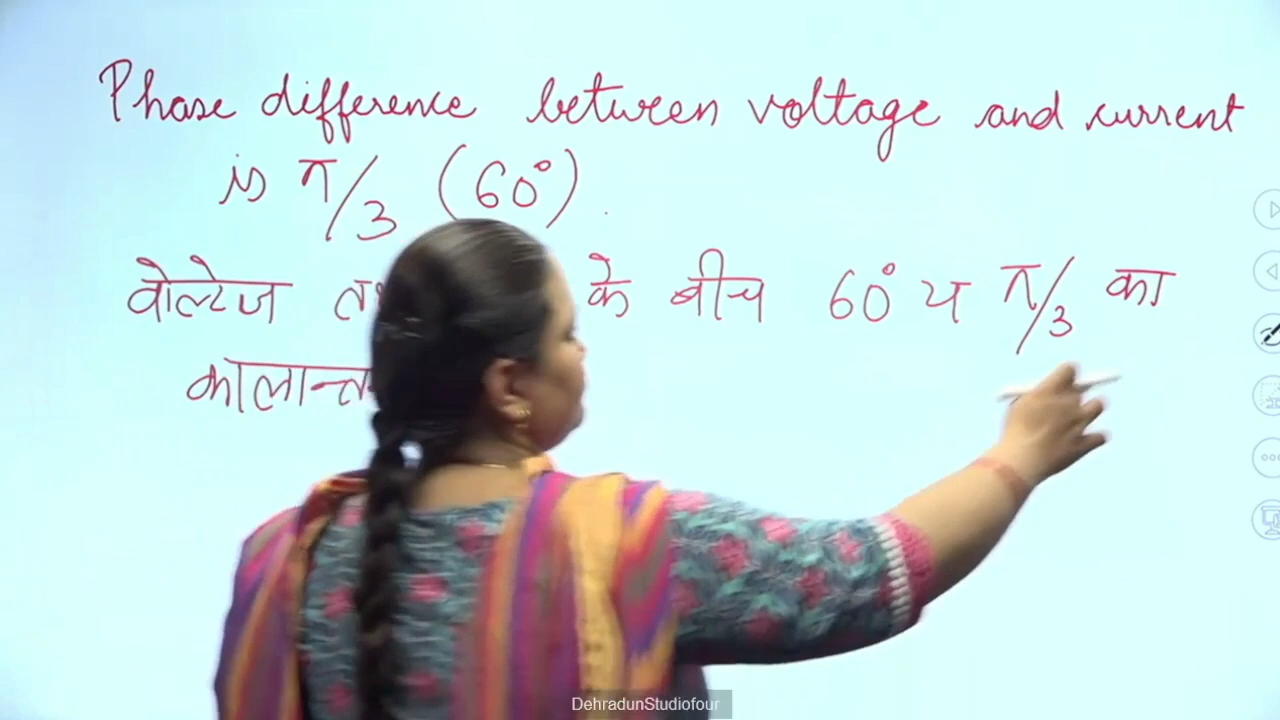 Phase difference between voltage and current
is π/3 (60°).
वोल्टेज के बीच 60° य π/3 का
DehradunStudiofour